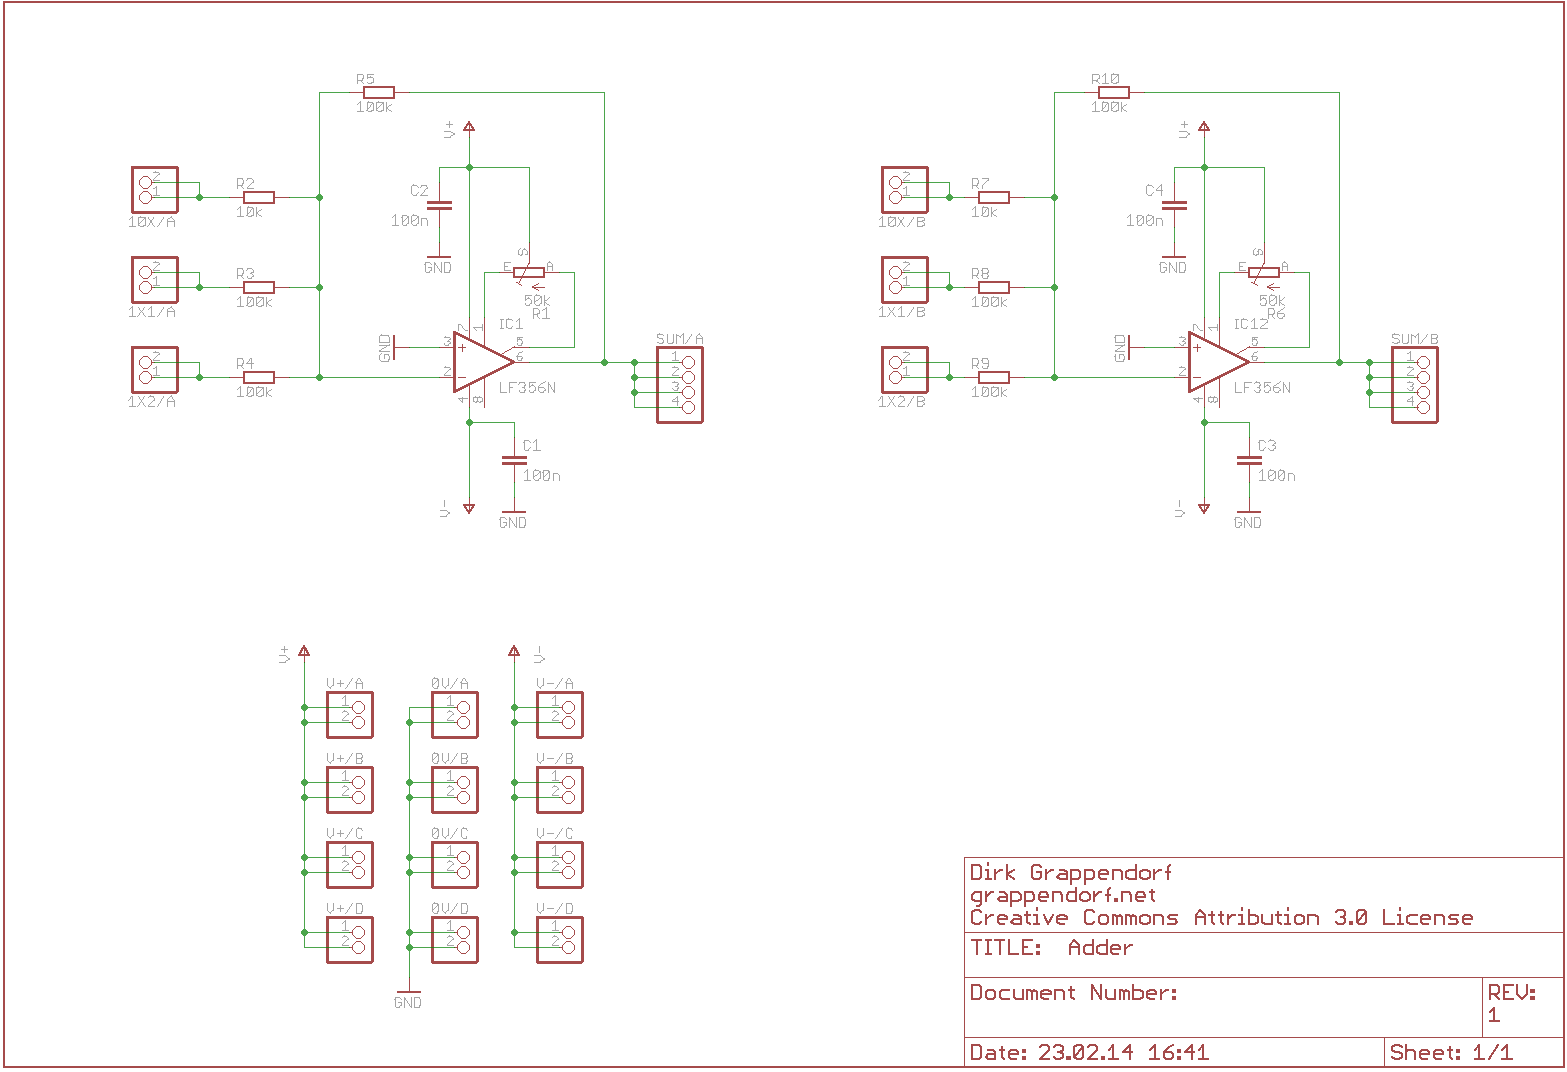 R5
100k
V+
2
1
10X/A
R2
10k
C2
100n
GND
S
E
A
50k
R1
2
1
1X1/A
R3
100k
IC1
7
1
GND
3
+
5
6
2
-
4
8
LF356N
2
1
1X2/A
R4
100k
SUM/A
1
2
3
4
C1
100n
V-
GND
R10
100k
V+
2
1
10X/B
R7
10k
C4
100n
GND
S
E
A
50k
R6
2
1
1X1/B
R8
100k
IC12
7
1
GND
3
+
5
6
2
-
4
8
LF356N
2
1
1X2/B
R9
100k
SUM/B
1
2
3
4
C3
100n
V-
GND
V+
V-
V+/A
1
2
0V/A
1
2
V-/A
1
2
V+/B
1
2
0V/B
1
2
V-/B
1
2
V+/C
1
2
0V/C
1
2
V-/C
1
2
V+/D
1
2
0V/D
1
2
V-/D
1
2
GND
Dirk Grappendorf
grappendorf.net
Creative Commons Attribution 3.0 License
TITLE: Adder
Document Number:
REV:
1
Date: 23.02.14 16:41
Sheet: 1/1